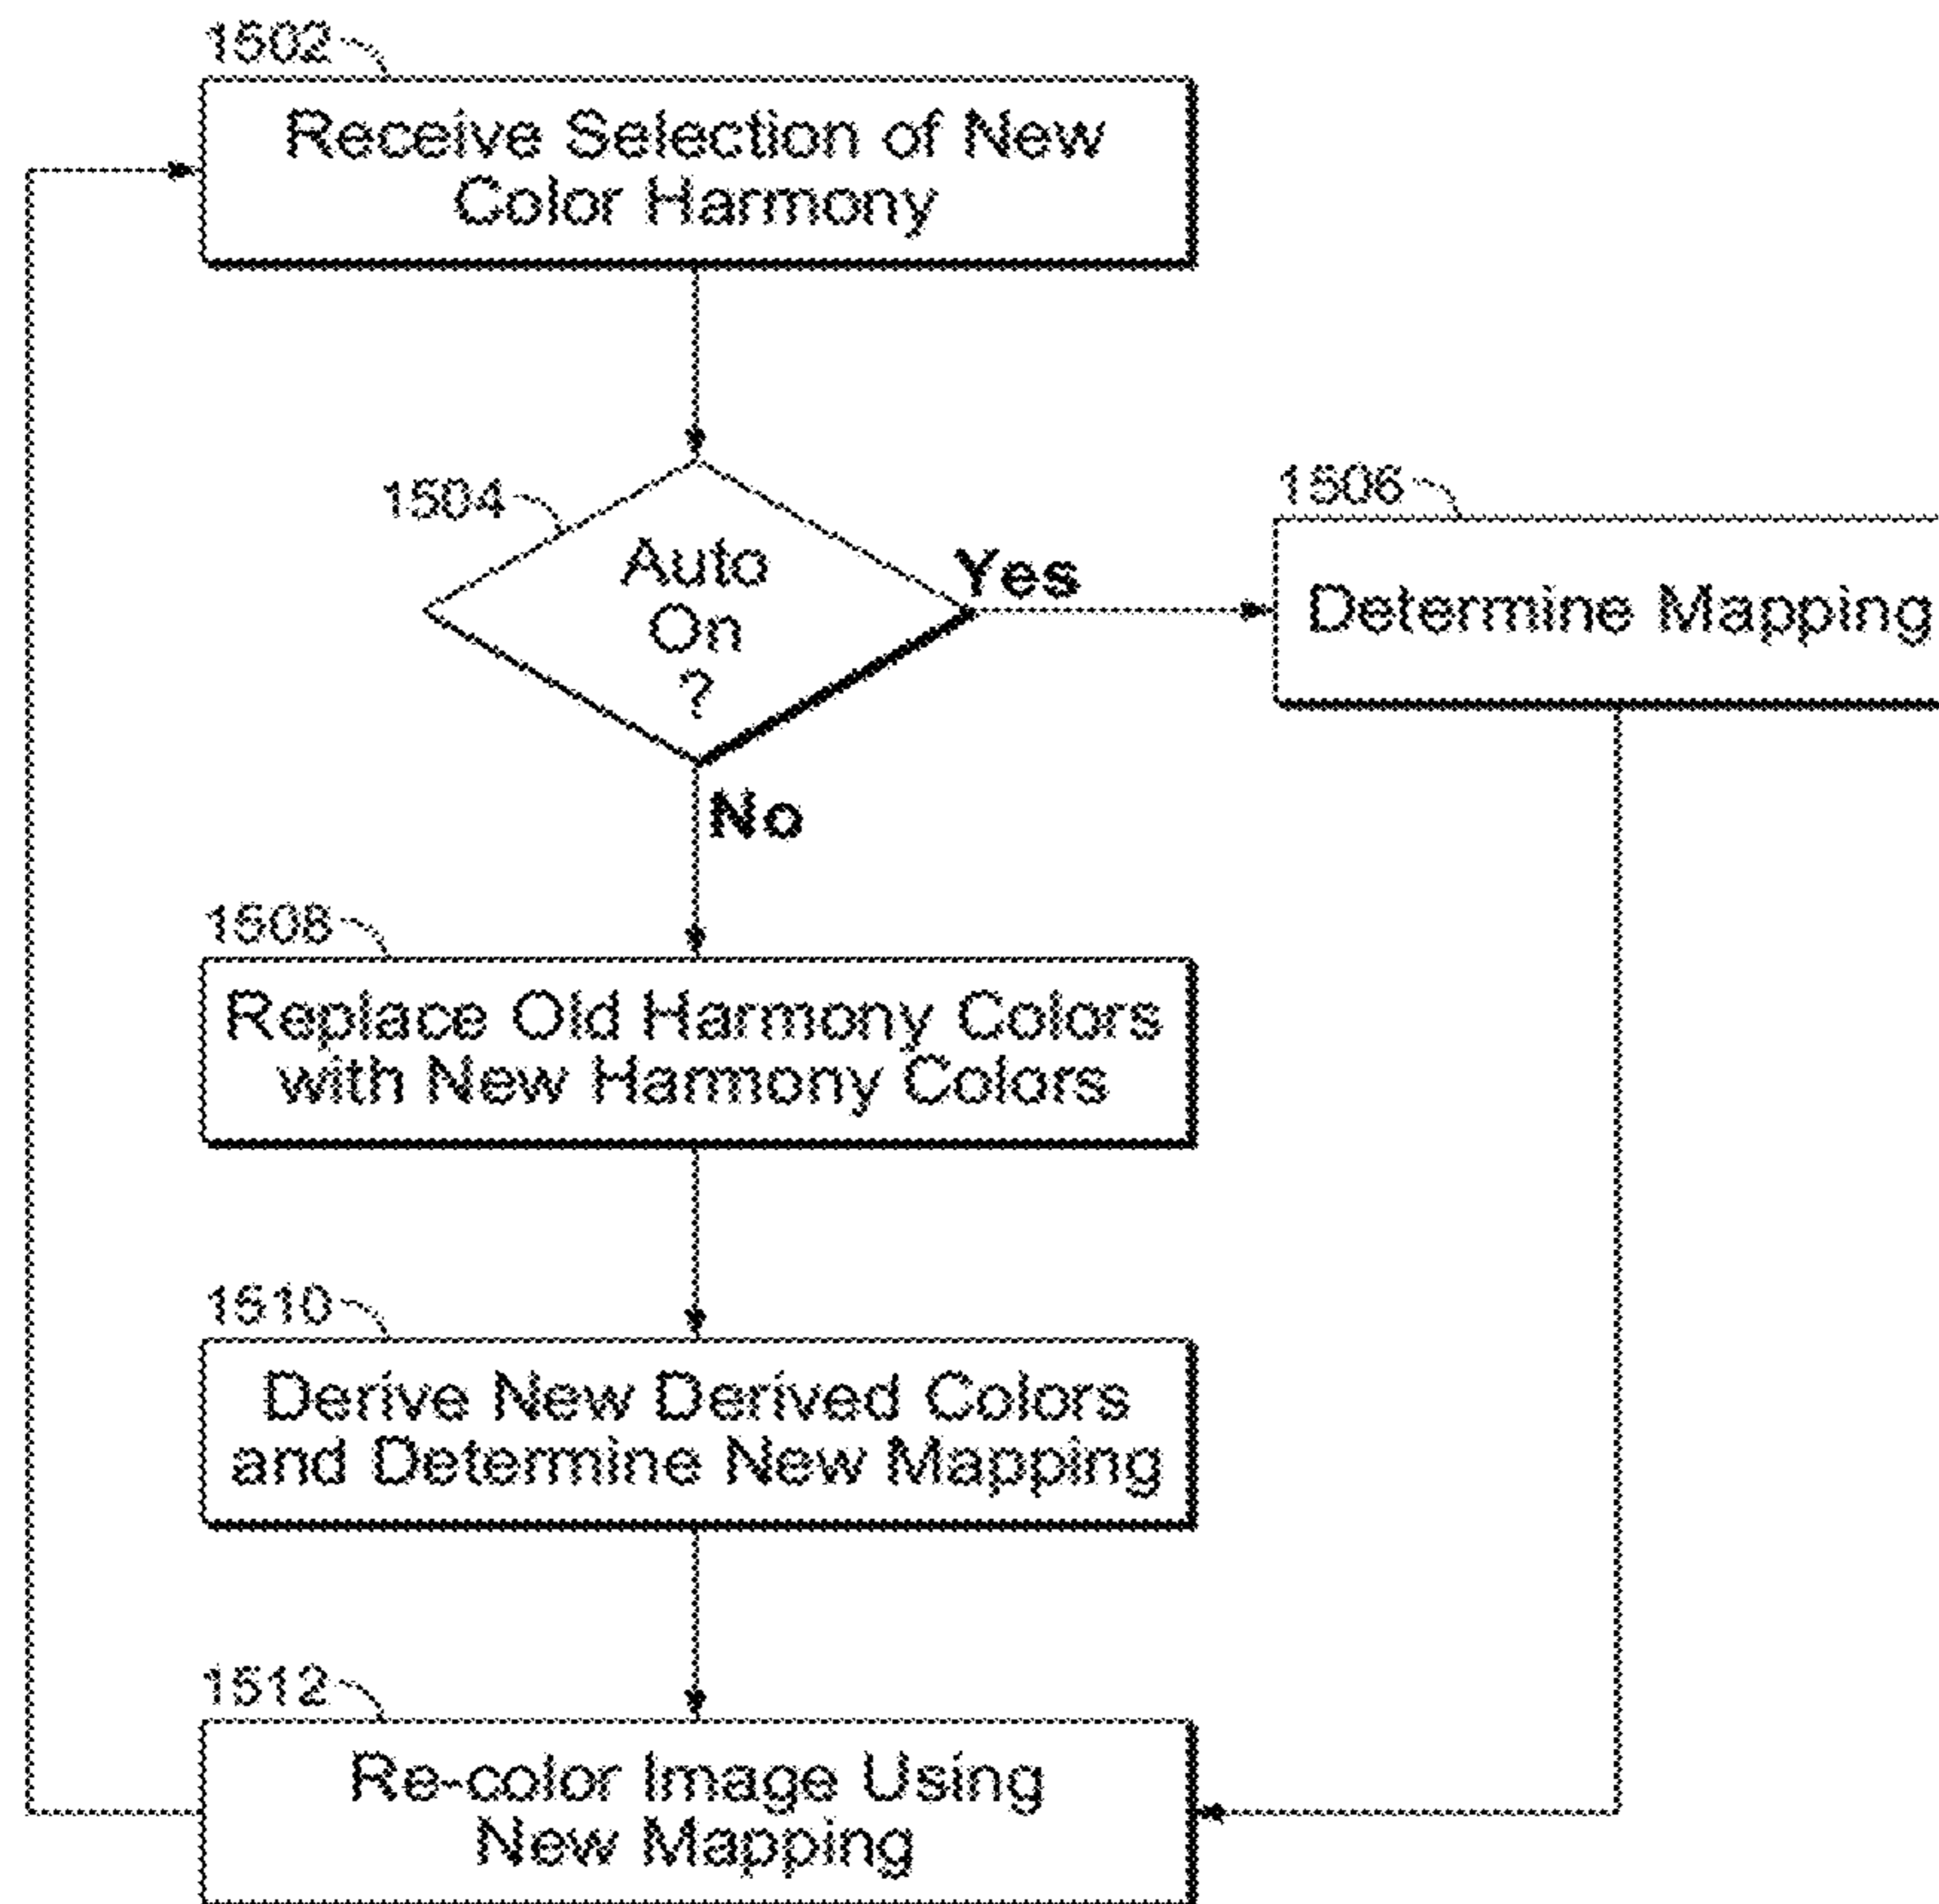 1502
Receive Selection of New
Color Harmony
1504
Auto
On
?
Yes
1506
Determine Mapping
No
1508
Replace Old Harmony Colors
with New Harmony Colors
1510
Derive New Derived Colors
and Determine New Mapping
1512
Re-color Image Using
New Mapping